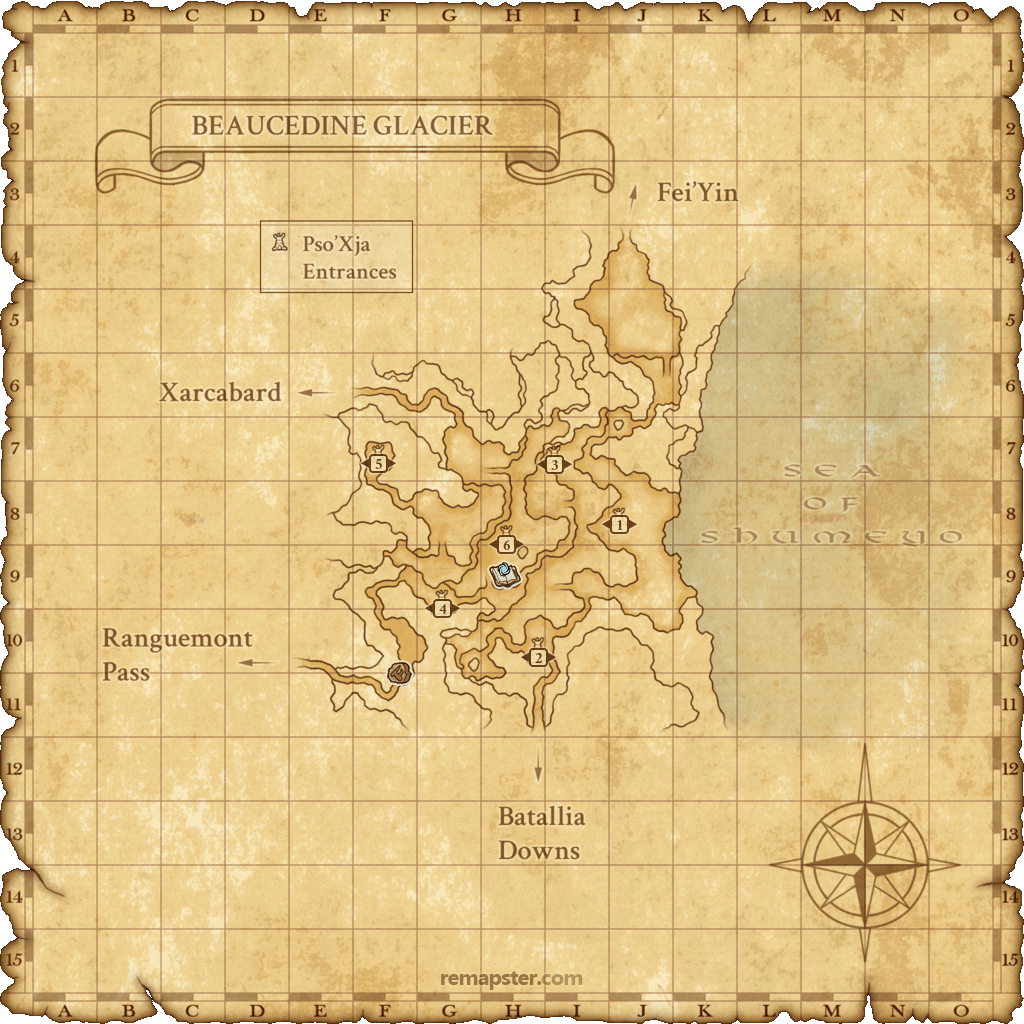 A B C D E F G H I J K L M N O
1 1
2 2
BEAUCEDINE GLACIER
3 3
Fei'Yin
4 4
Pso'Xja
Entrances
5 5
6 6
Xarcabard
7 7
5
3
SEA
OF
SHUMEYO
8 8
1
6
9 9
4
10 10
Ranguemont
Pass
2
11 11
12 12
Batallia
Downs
13 13
14 14
15 15
remapster.com
A B C D E F G H I J K L M N O